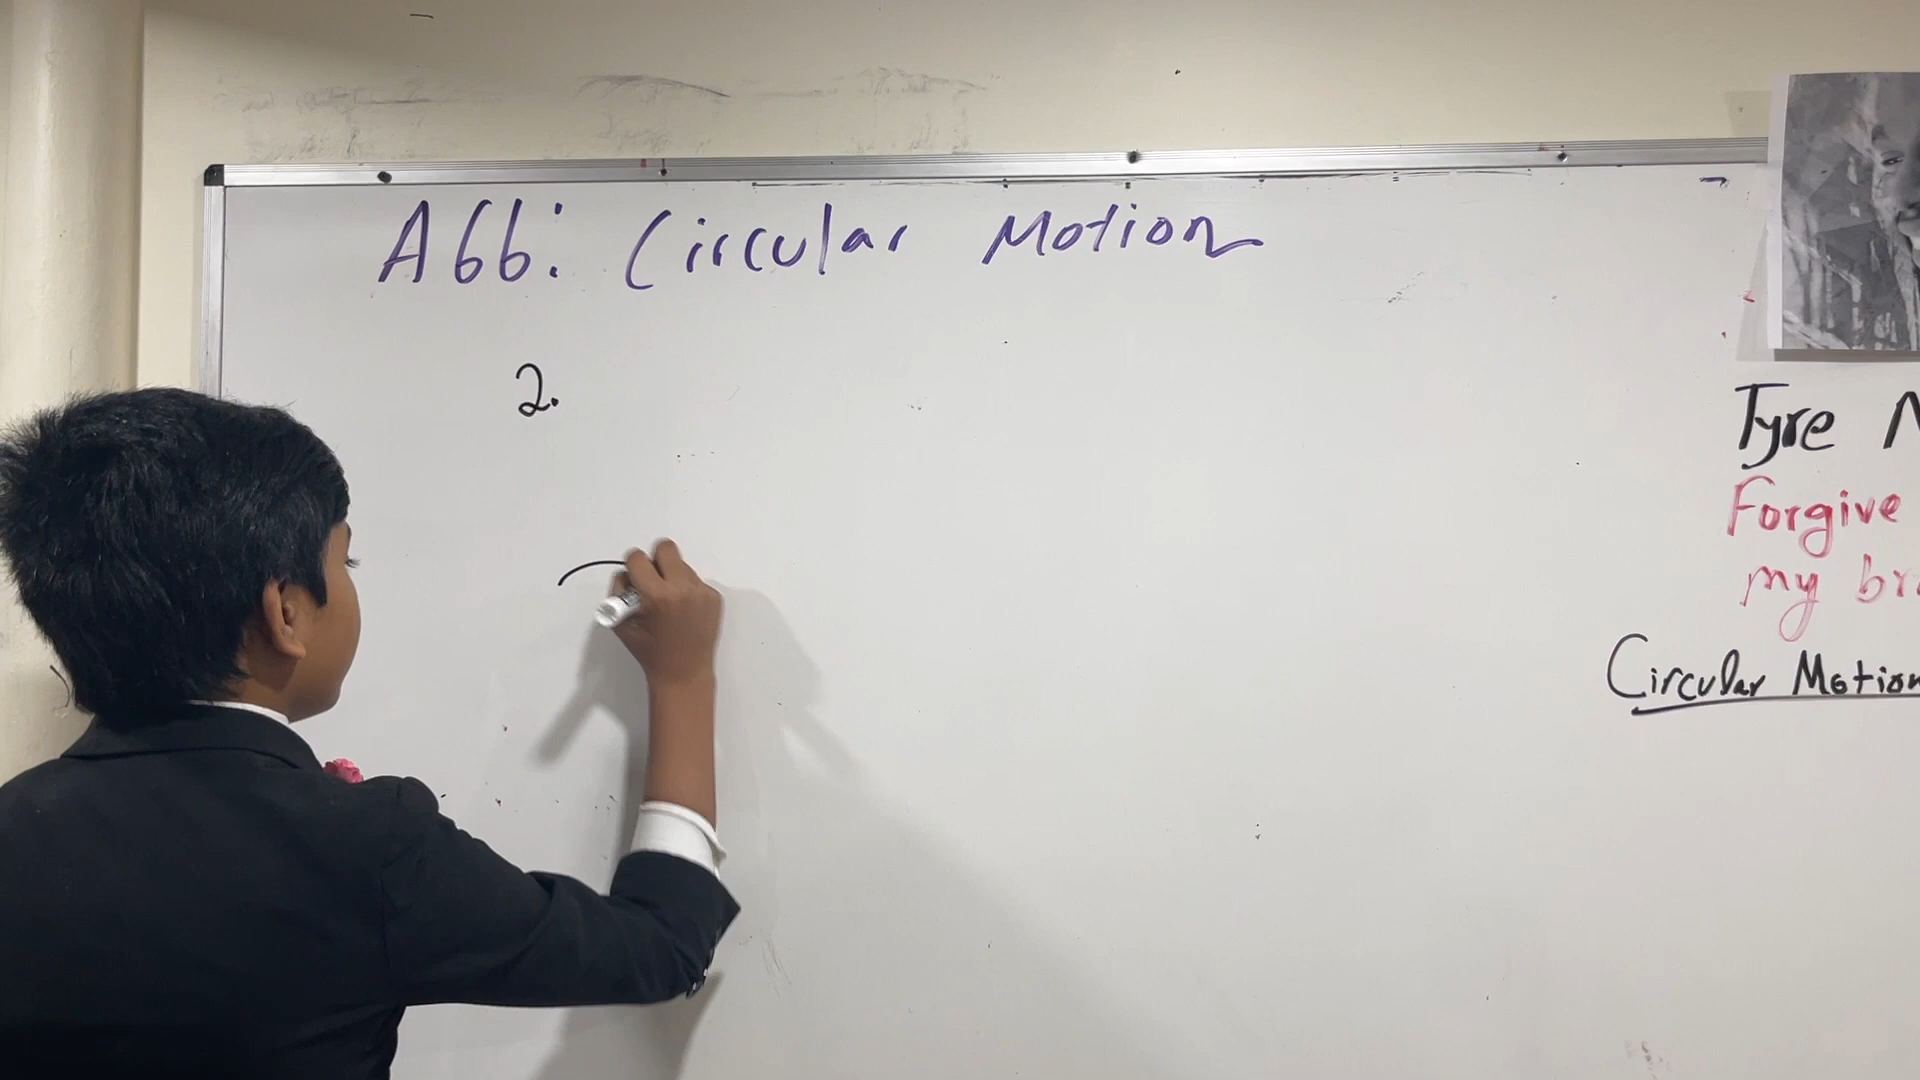 A66: Circular Motion
2.
Tyre
Forgive
my
Circular Motion